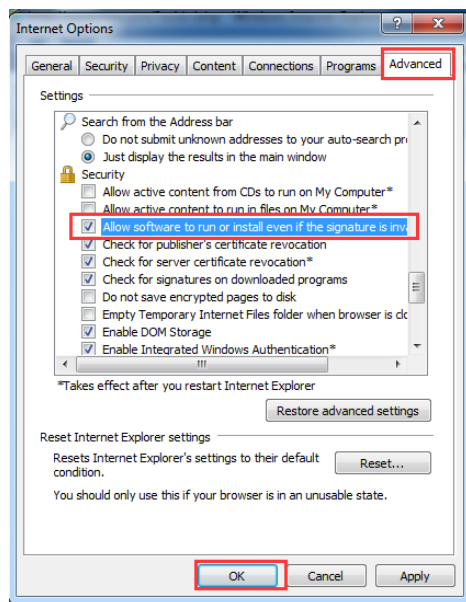 Internet Options
General Security Privacy Content Connections Programs Advanced
Settings
Search from the Address bar
Do not submit unknown addresses to your auto-search pr
Just display the results in the main window
Security
Allow active content from CDs to run on My Computer*
Allow active content to run in files on My Computer*
Allow software to run or install even if the signature is inv
Check for publisher's certificate revocation
Check for server certificate revocation*
Check for signatures on downloaded programs
Do not save encrypted pages to disk
Empty Temporary Internet Files folder when browser is clo
Enable DOM Storage
Enable Integrated Windows Authentication*
*Takes effect after you restart Internet Explorer
Restore advanced settings
Reset Internet Explorer settings
Resets Internet Explorer's settings to their default
condition.
Reset...
You should only use this if your browser is in an unusable state.
OK Cancel Apply